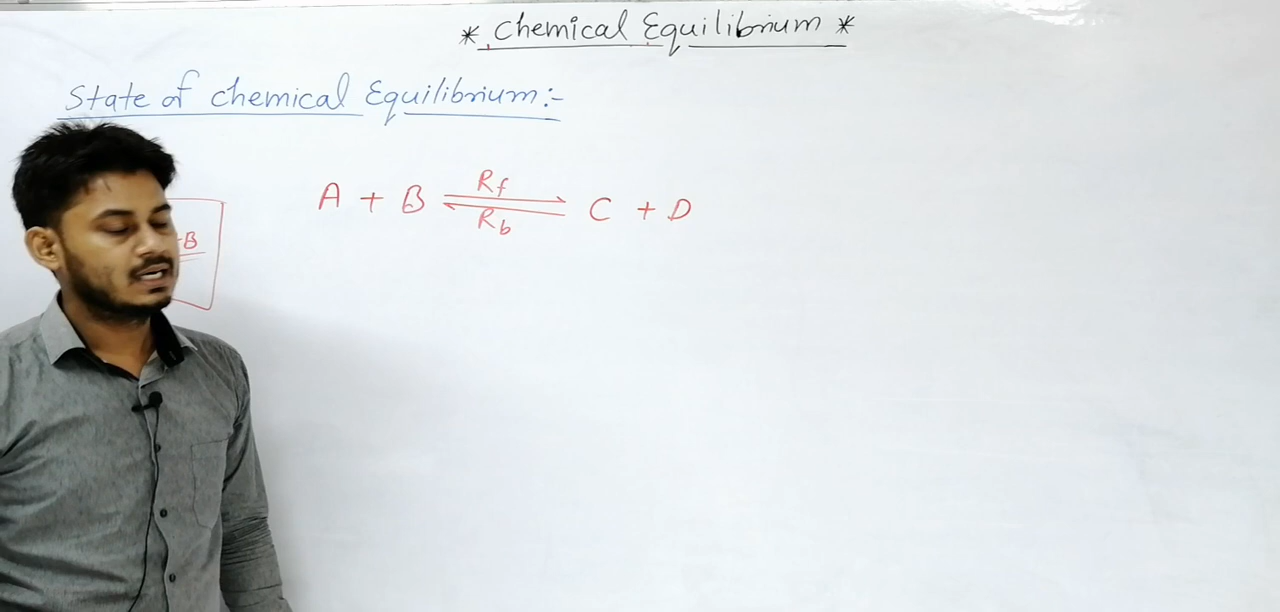 * Chemical Equilibrium *
State of chemical Equilibrium:-
Rf
A + B ⇌ C + D
Rb
B